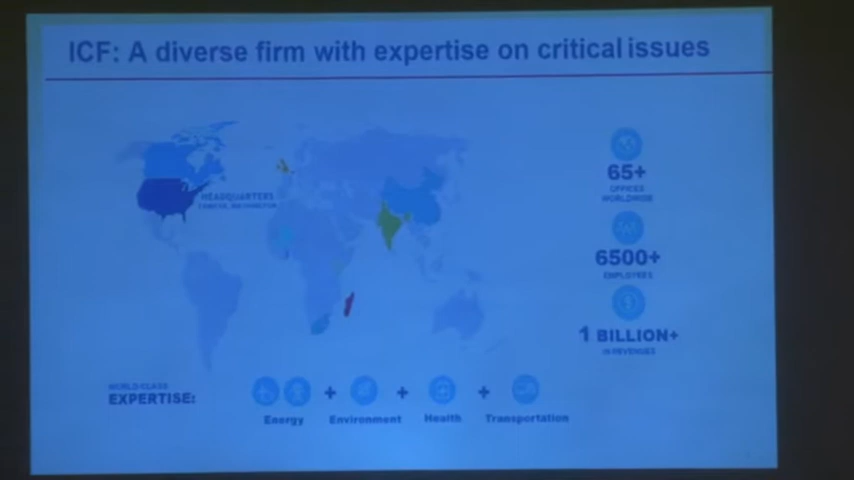 ICF: A diverse firm with expertise on critical issues
HEADQUARTERS
65+
OFFICES
WORLDWIDE
6500+
EMPLOYEES
1 BILLION+
IN REVENUES
WORLD-CLASS
EXPERTISE:
+ + +
Energy Environment Health Transportation